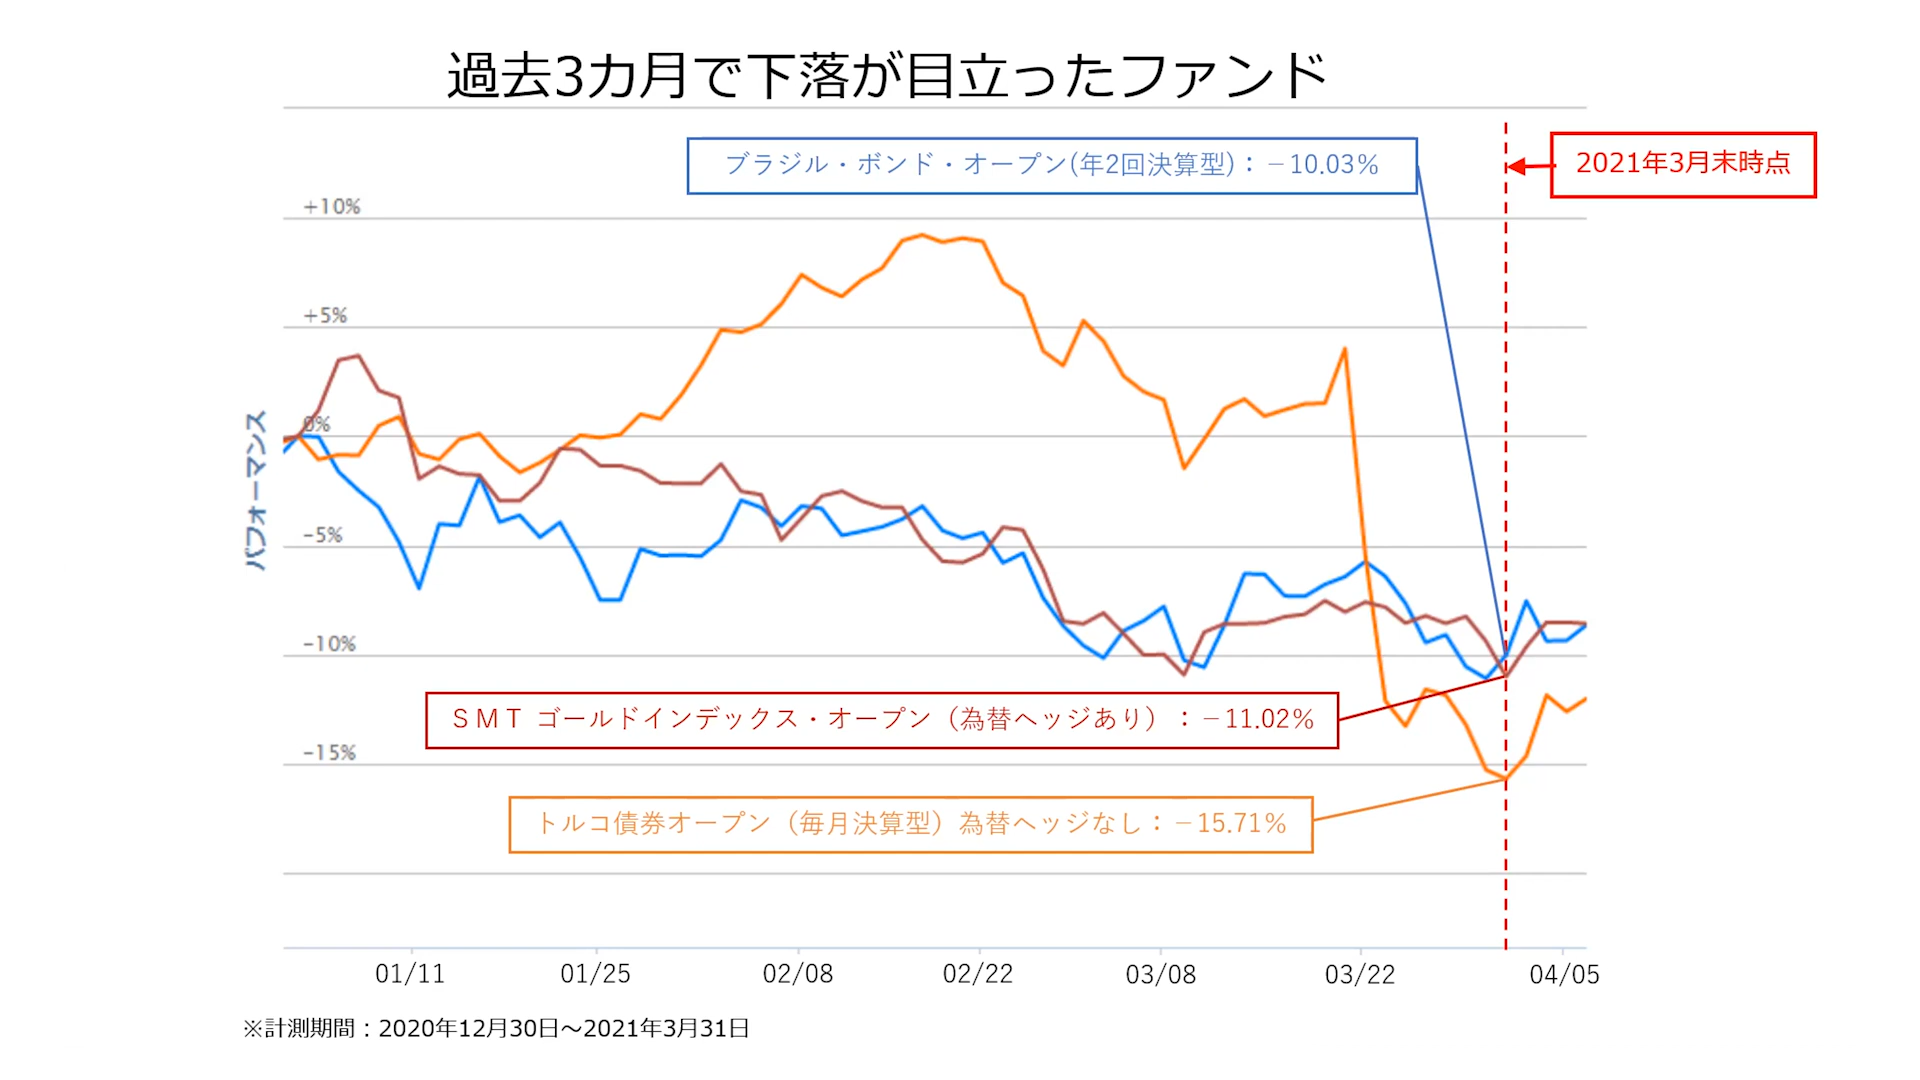 過去3カ月で下落が目立ったファンド
ブラジル・ボンド・オープン(年2回決算型)：－10.03%
2021年3月末時点
+10%
+5%
0%
-5%
-10%
-15%
パフォーマンス
ＳＭＴ ゴールドインデックス・オープン（為替ヘッジあり）：－11.02%
トルコ債券オープン（毎月決算型）為替ヘッジなし：－15.71%
01/11 01/25 02/08 02/22 03/08 03/22 04/05
※計測期間：2020年12月30日～2021年3月31日